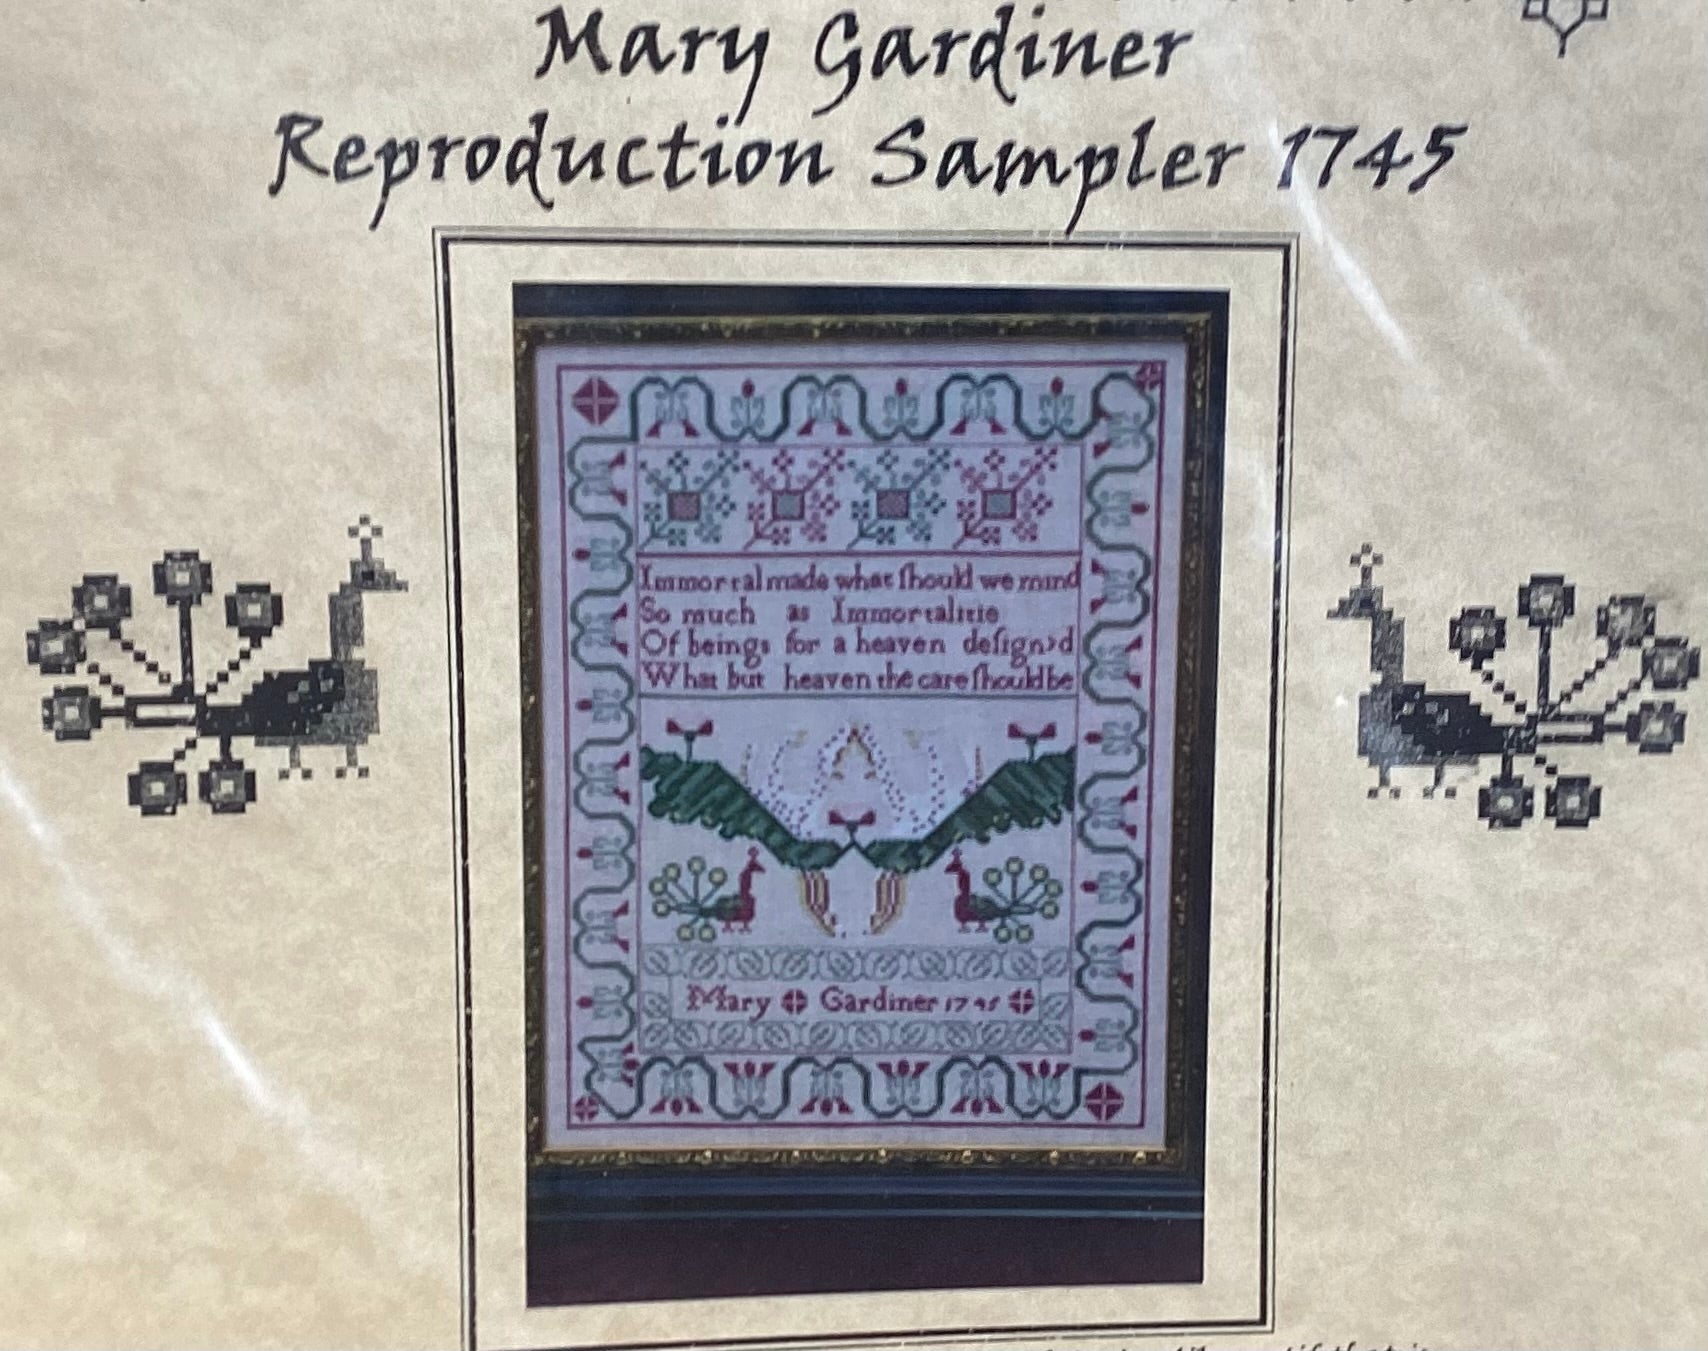 Mary Gardiner
Reproduction Sampler 1745
Immortal made what ſhould we mind
So much as Immortalitie
Of beings for a heaven deſign'd
What but heaven the care ſhould be
Mary Gardiner 1745